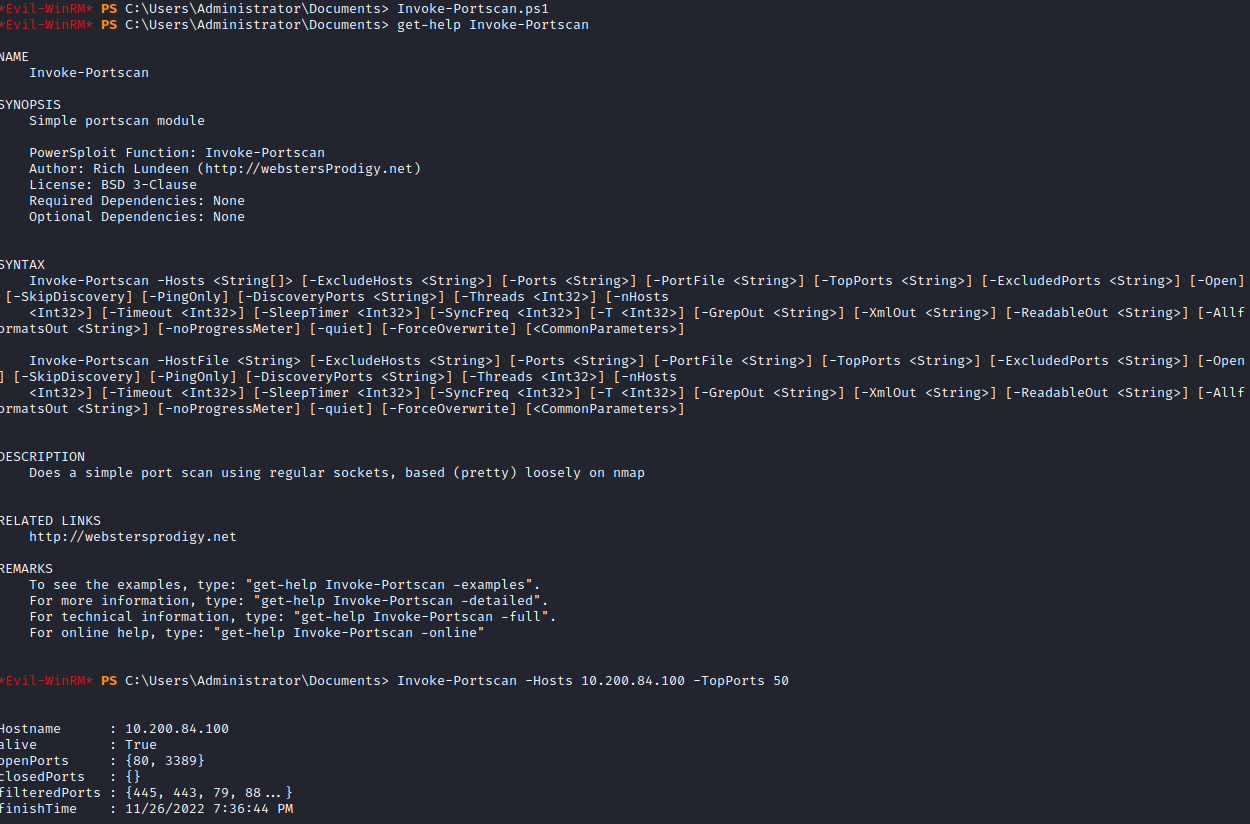 *Evil-WinRM* PS C:\Users\Administrator\Documents> Invoke-Portscan.ps1
*Evil-WinRM* PS C:\Users\Administrator\Documents> get-help Invoke-Portscan
NAME
Invoke-Portscan
SYNOPSIS
Simple portscan module
PowerSploit Function: Invoke-Portscan
Author: Rich Lundeen (http://webstersProdigy.net)
License: BSD 3-Clause
Required Dependencies: None
Optional Dependencies: None
SYNTAX
Invoke-Portscan -Hosts <String[]> [-ExcludeHosts <String>] [-Ports <String>] [-PortFile <String>] [-TopPorts <String>] [-ExcludedPorts <String>] [-Open]
[-SkipDiscovery] [-PingOnly] [-DiscoveryPorts <String>] [-Threads <Int32>] [-nHosts
<Int32>] [-Timeout <Int32>] [-SleepTimer <Int32>] [-SyncFreq <Int32>] [-T <Int32>] [-GrepOut <String>] [-XmlOut <String>] [-ReadableOut <String>] [-Allf
ormatsOut <String>] [-noProgressMeter] [-quiet] [-ForceOverwrite] [<CommonParameters>]
Invoke-Portscan -HostFile <String> [-ExcludeHosts <String>] [-Ports <String>] [-PortFile <String>] [-TopPorts <String>] [-ExcludedPorts <String>] [-Open
] [-SkipDiscovery] [-PingOnly] [-DiscoveryPorts <String>] [-Threads <Int32>] [-nHosts
<Int32>] [-Timeout <Int32>] [-SleepTimer <Int32>] [-SyncFreq <Int32>] [-T <Int32>] [-GrepOut <String>] [-XmlOut <String>] [-ReadableOut <String>] [-Allf
ormatsOut <String>] [-noProgressMeter] [-quiet] [-ForceOverwrite] [<CommonParameters>]
DESCRIPTION
Does a simple port scan using regular sockets, based (pretty) loosely on nmap
RELATED LINKS
http://webstersprodigy.net
REMARKS
To see the examples, type: "get-help Invoke-Portscan -examples".
For more information, type: "get-help Invoke-Portscan -detailed".
For technical information, type: "get-help Invoke-Portscan -full".
For online help, type: "get-help Invoke-Portscan -online"
*Evil-WinRM* PS C:\Users\Administrator\Documents> Invoke-Portscan -Hosts 10.200.84.100 -TopPorts 50
Hostname : 10.200.84.100
alive : True
openPorts : {80, 3389}
closedPorts : {}
filteredPorts : {445, 443, 79, 88...}
finishTime : 11/26/2022 7:36:44 PM